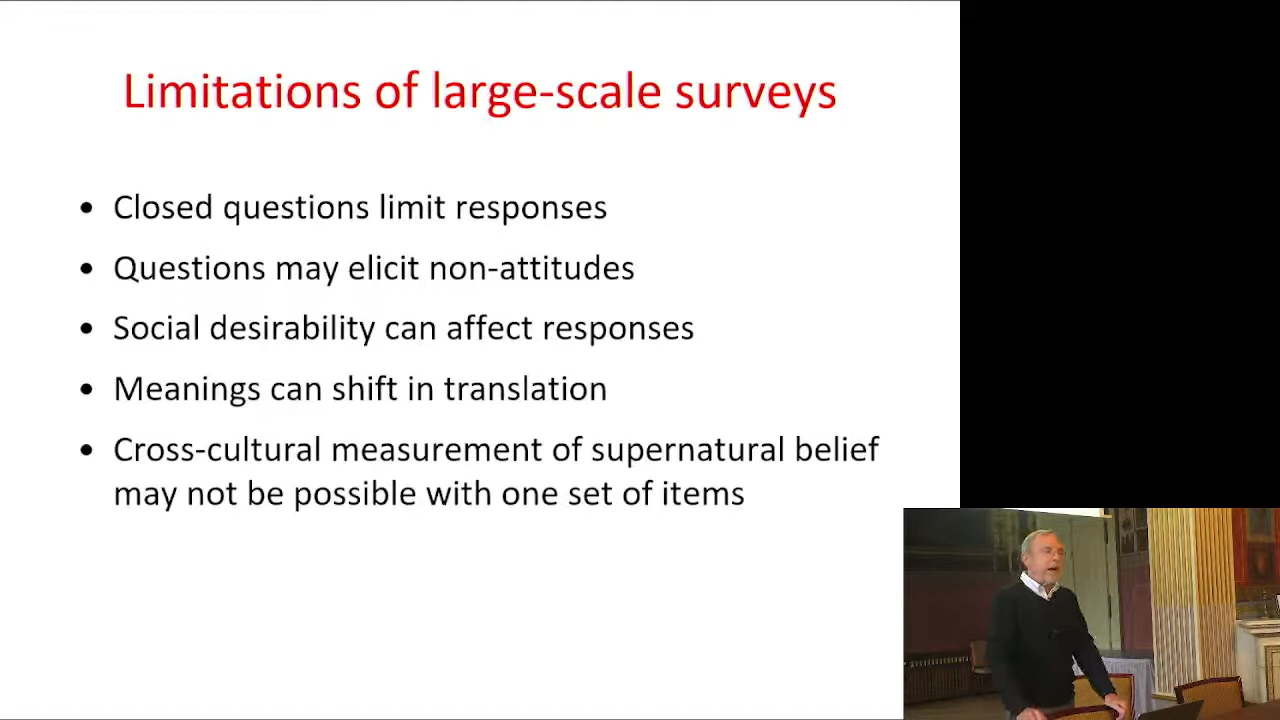 Limitations of large-scale surveys
• Closed questions limit responses
• Questions may elicit non-attitudes
• Social desirability can affect responses
• Meanings can shift in translation
• Cross-cultural measurement of supernatural belief
may not be possible with one set of items